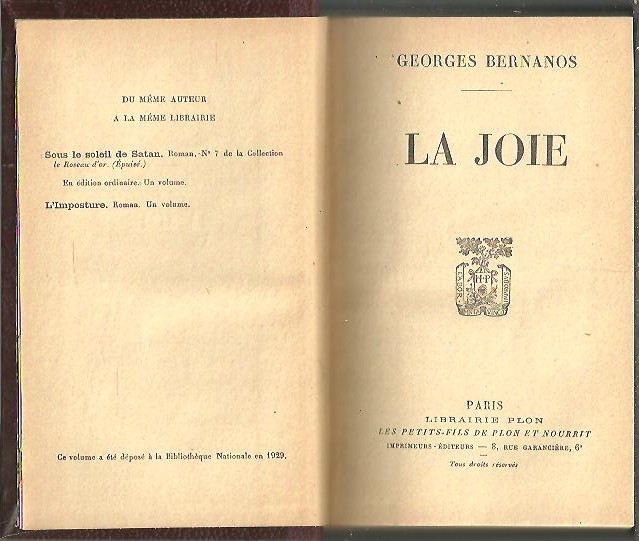 DU MÊME AUTEUR
A LA MÊME LIBRAIRIE
Sous le soleil de Satan. Roman. N° 7 de la Collection
le Roseau d'or. (Épuisé.)
En édition ordinaire. Un volume.
L'Imposture. Roman. Un volume.
Ce volume a été déposé à la Bibliothèque Nationale en 1929.
GEORGES BERNANOS
LA JOIE
LABOR
H·P
PARIS
LIBRAIRIE PLON
LES PETITS-FILS DE PLON ET NOURRIT
IMPRIMEURS-ÉDITEURS — 8, RUE GARANCIÈRE, 6ᵉ
Tous droits réservés